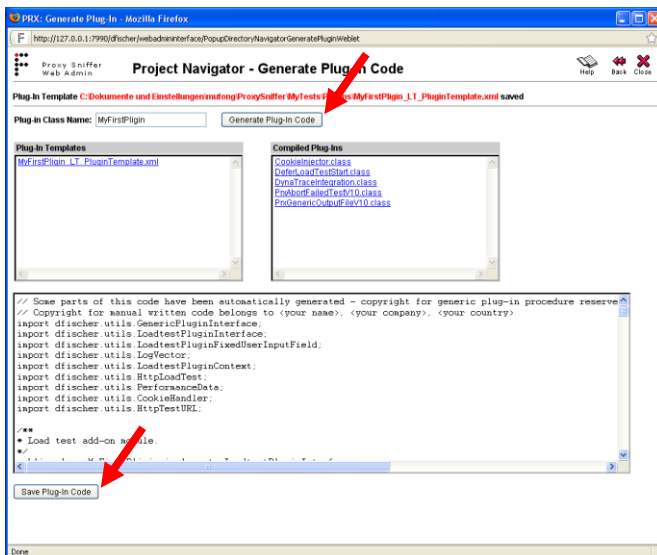 PRX: Generate Plug-In - Mozilla Firefox
F http://127.0.0.1:7990/dfischer/webadmininterface/PopupDirectoryNavigatorGeneratePluginWeblet
Proxy Sniffer
Web Admin
Project Navigator - Generate Plug-In Code
Help Back Close
Plug-In Template C:\Dokumente und Einstellungen\mutong\ProxySniffer\MyTests\ \MyFirstPligin_LT_PluginTemplate.xml saved
Plug-in Class Name: MyFirstPligin Generate Plug-In Code
Plug-In Templates
MyFirstPligin_LT_PluginTemplate.xml
Compiled Plug-Ins
CookieInjector.class
DeferLoadTestStart.class
DynaTraceIntegration.class
PrxAbortFailedTestV10.class
PrxGenericOutputFileV10.class
// Some parts of this code have been automatically generated - copyright for generic plug-in procedure reserve
// Copyright for manual written code belongs to <your name>, <your company>, <your country>
import dfischer.utils.GenericPluginInterface;
import dfischer.utils.LoadtestPluginInterface;
import dfischer.utils.LoadtestPluginFixedUserInputField;
import dfischer.utils.LogVector;
import dfischer.utils.LoadtestPluginContext;
import dfischer.utils.HttpLoadTest;
import dfischer.utils.PerformanceData;
import dfischer.utils.CookieHandler;
import dfischer.utils.HttpTestURL;
/**
* Load test add-on module.
*/
Save Plug-In Code
Done